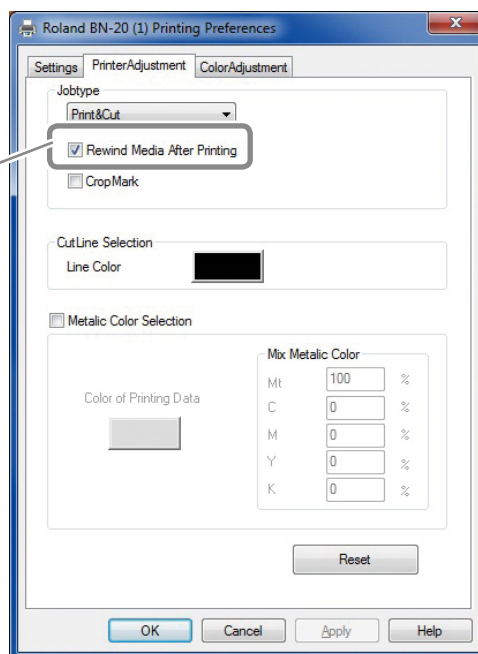 Roland BN-20 (1) Printing Preferences
Settings PrinterAdjustment ColorAdjustment
Jobtype
Print&Cut
Rewind Media After Printing
CropMark
CutLine Selection
Line Color
Metalic Color Selection
Mix Metalic Color
Mt 100 %
Color of Printing Data
C 0 %
M 0 %
Y 0 %
K 0 %
Reset
OK Cancel Apply Help